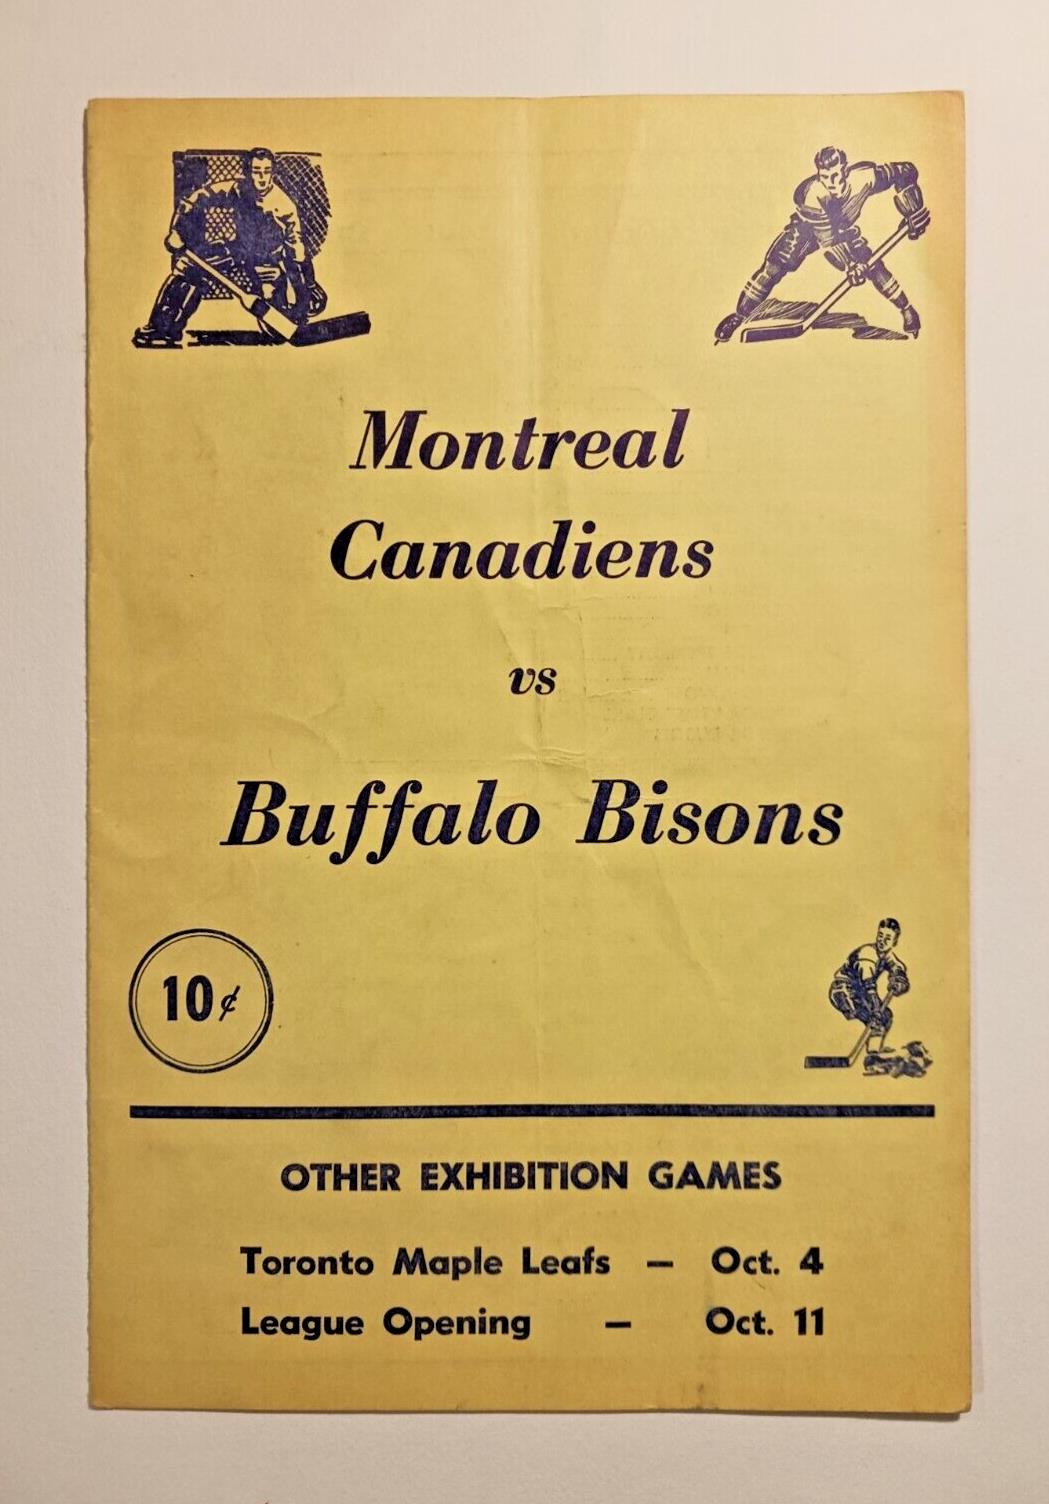 Montreal
Canadiens
vs
Buffalo Bisons
10¢
OTHER EXHIBITION GAMES
Toronto Maple Leafs — Oct. 4
League Opening — Oct. 11